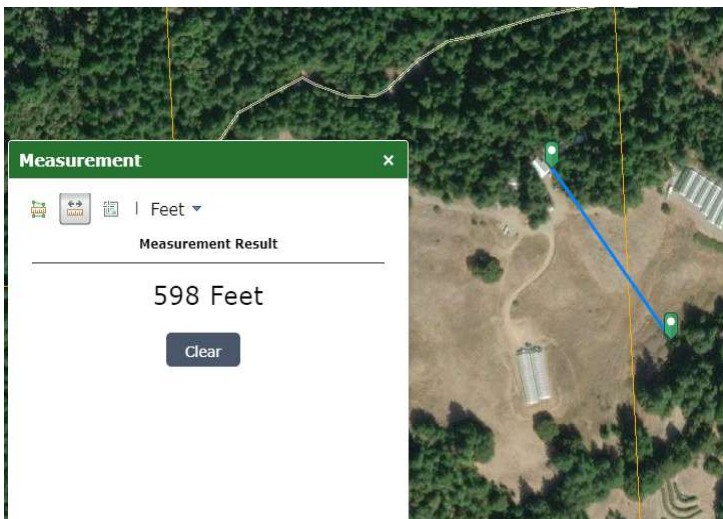 Measurement ×
| Feet
Measurement Result
598 Feet
Clear